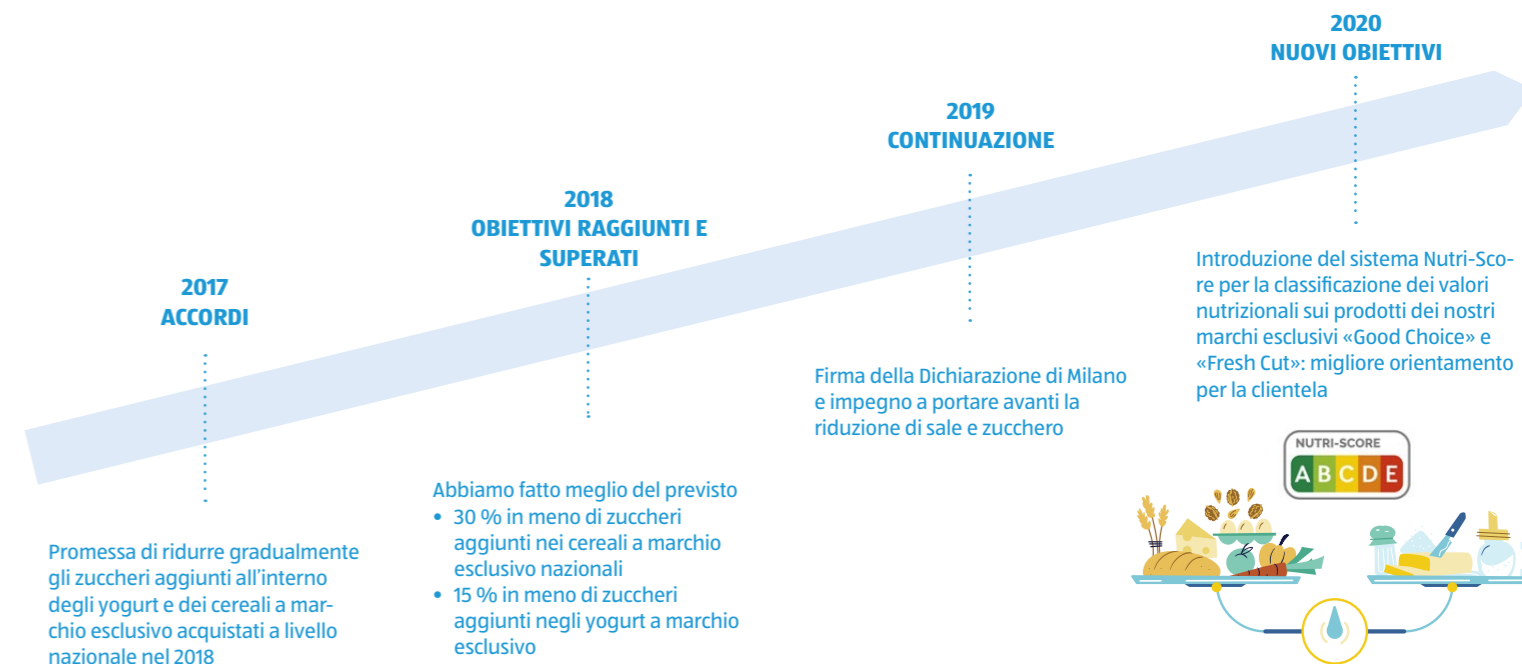 2017
ACCORDI
Promessa di ridurre gradualmente
gli zuccheri aggiunti all'interno
degli yogurt e dei cereali a mar-
chio esclusivo acquistati a livello
nazionale nel 2018
2018
OBIETTIVI RAGGIUNTI E
SUPERATI
Abbiamo fatto meglio del previsto
• 30 % in meno di zuccheri
aggiunti nei cereali a marchio
esclusivo nazionali
• 15 % in meno di zuccheri
aggiunti negli yogurt a marchio
esclusivo
2019
CONTINUAZIONE
Firma della Dichiarazione di Milano
e impegno a portare avanti la
riduzione di sale e zucchero
2020
NUOVI OBIETTIVI
Introduzione del sistema Nutri-Sco-
re per la classificazione dei valori
nutrizionali sui prodotti dei nostri
marchi esclusivi «Good Choice» e
«Fresh Cut»: migliore orientamento
per la clientela
NUTRI-SCORE
A B C D E